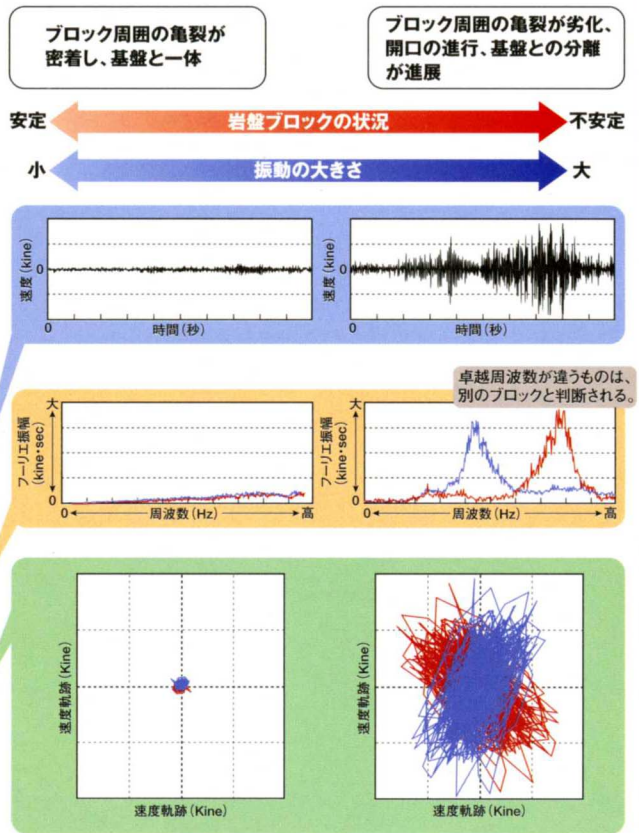 ブロック周囲の亀裂が
密着し、基盤と一体
ブロック周囲の亀裂が劣化、
開口の進行、基盤との分離
が進展
安定
岩盤ブロックの状況
不安定
小
振動の大きさ
大
速度(kine)
0
0
時間(秒)
速度(kine)
0
0
時間(秒)
卓越周波数が違うものは、
別のブロックと判断される。
大
フーリエ振幅
(kine・sec)
0
0
周波数(Hz)
高
大
フーリエ振幅
(kine・sec)
0
0
周波数(Hz)
高
速度軌跡(Kine)
速度軌跡(Kine)
速度軌跡(Kine)
速度軌跡(Kine)